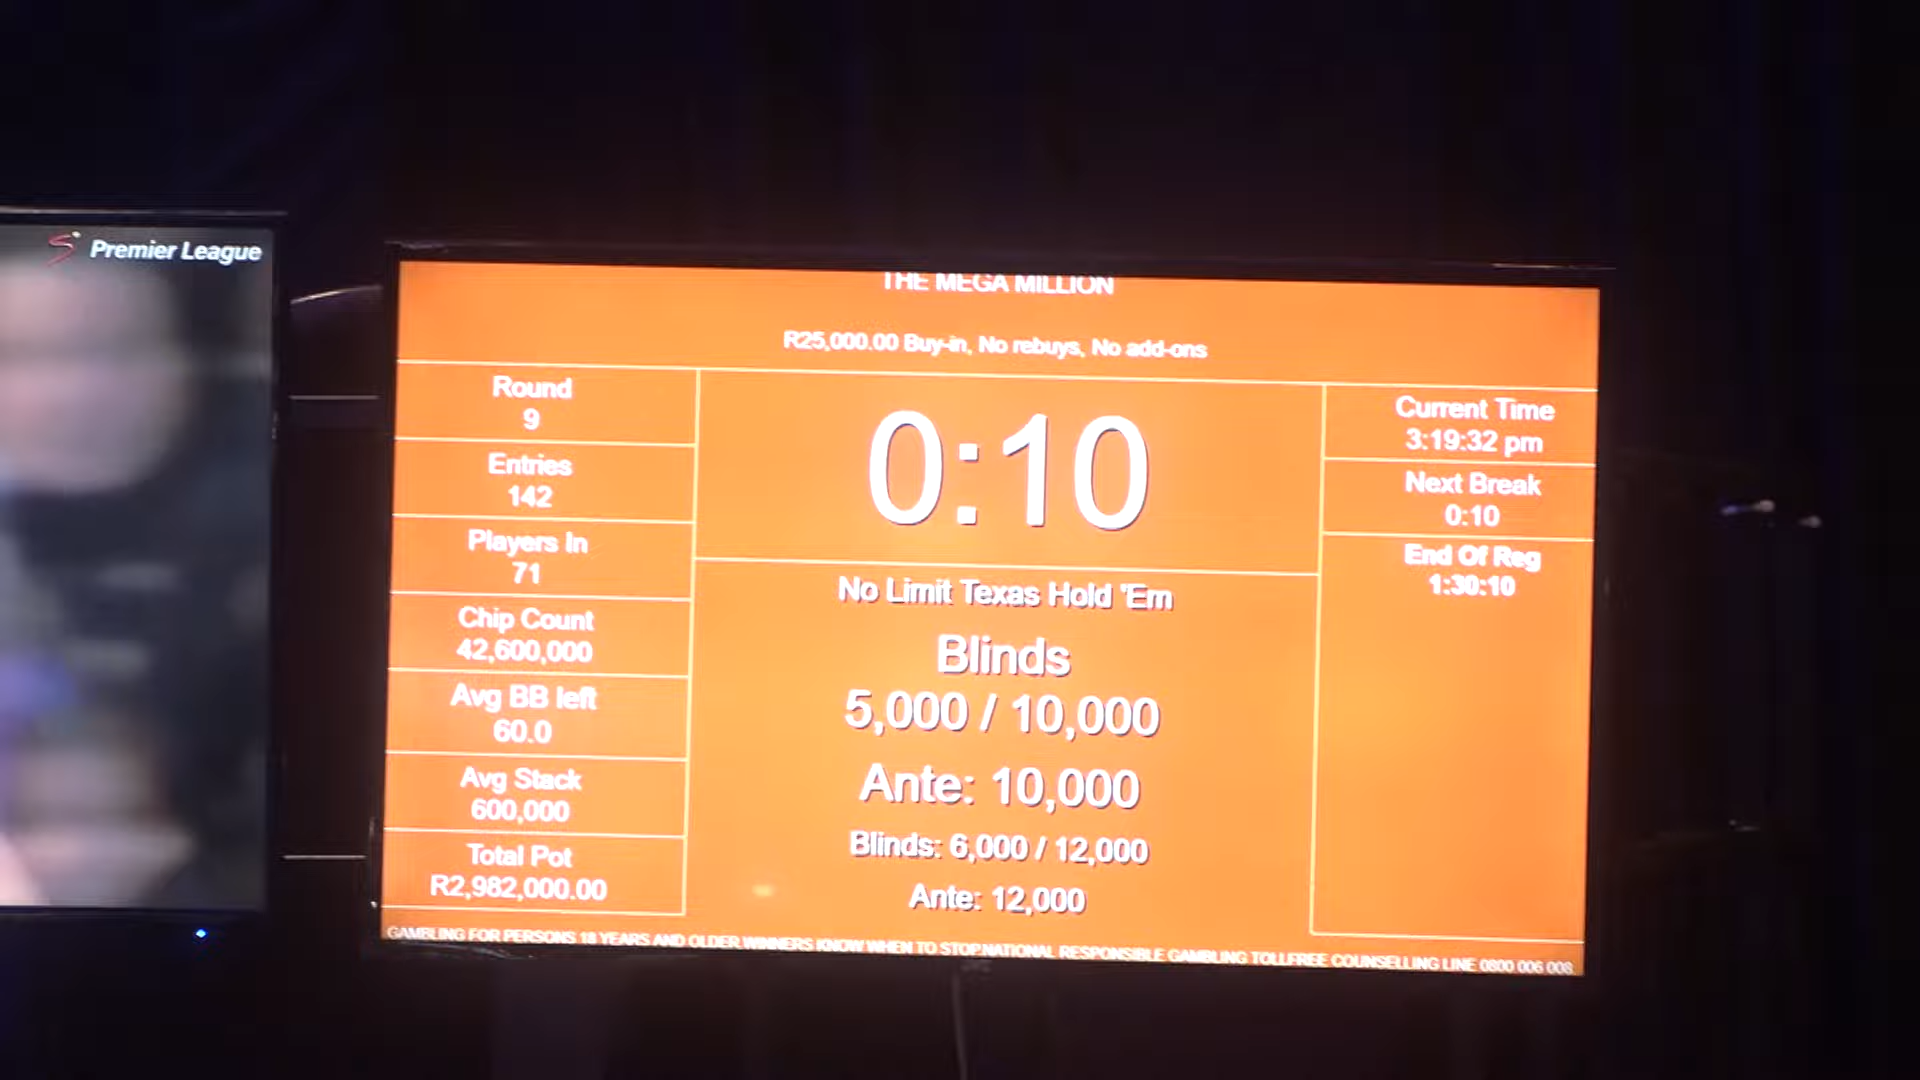 Premier League
THE MEGA MILLION
R25,000.00 Buy-in, No rebuys, No add-ons
Round
9
Entries
142
Players In
71
Chip Count
42,600,000
Avg BB left
60.0
Avg Stack
600,000
Total Pot
R2,982,000.00
0:10
No Limit Texas Hold 'Em
Blinds
5,000 / 10,000
Ante: 10,000
Blinds: 6,000 / 12,000
Ante: 12,000
Current Time
3:19:32 pm
Next Break
0:10
End Of Reg
1:30:10
GAMBLING FOR PERSONS 18 YEARS AND OLDER.WINNERS KNOW WHEN TO STOP.NATIONAL RESPONSIBLE GAMBLING TOLLFREE COUNSELLING LINE 0800 006 008